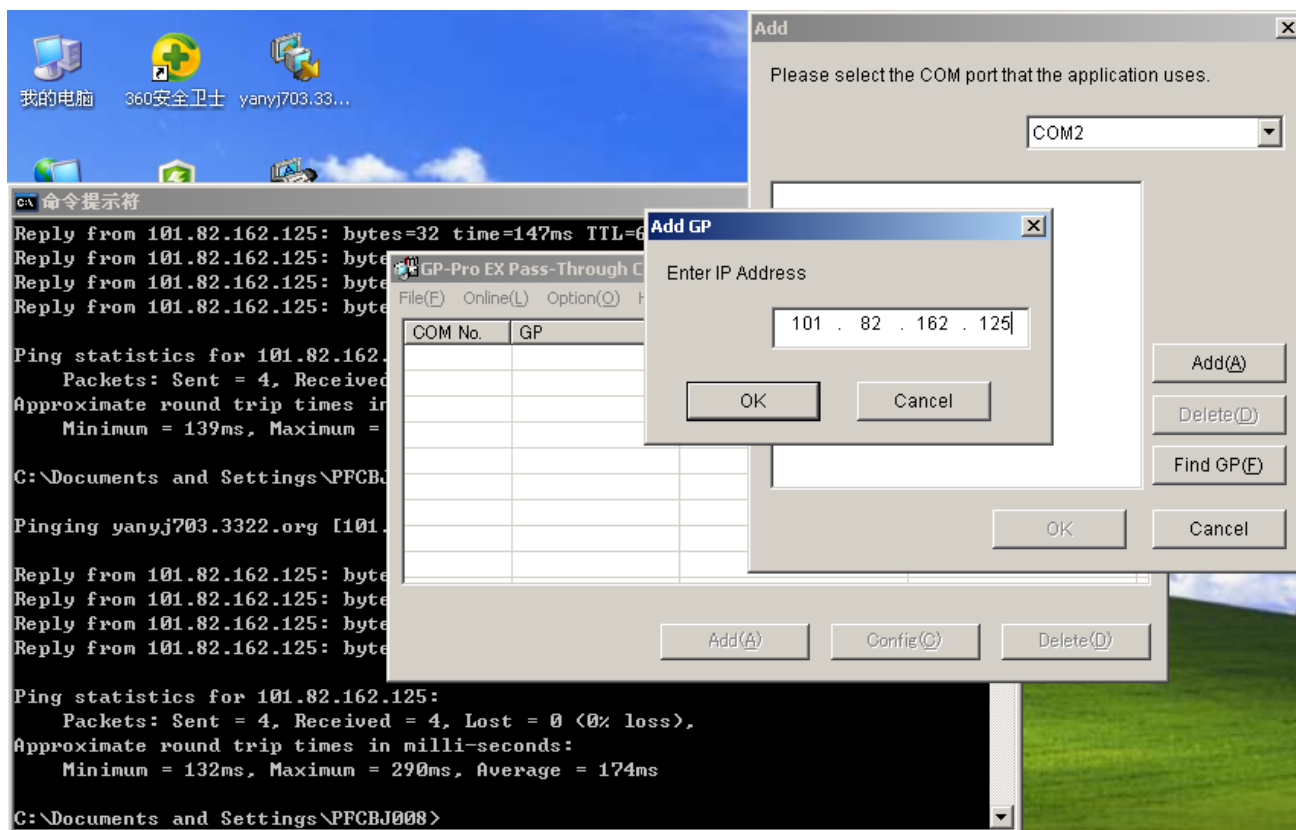 我的电脑
360安全卫士
yanyj703.33...
命令提示符
Reply from 101.82.162.125: bytes=32 time=147ms TTL=6
Reply from 101.82.162.125: byte
Reply from 101.82.162.125: byte
Reply from 101.82.162.125: byte
Ping statistics for 101.82.162.
Packets: Sent = 4, Received
Approximate round trip times in
Minimum = 139ms, Maximum =
C:\Documents and Settings\PFCBJ
Pinging yanyj703.3322.org [101.
Reply from 101.82.162.125: byte
Reply from 101.82.162.125: byte
Reply from 101.82.162.125: byte
Reply from 101.82.162.125: byte
Ping statistics for 101.82.162.125:
Packets: Sent = 4, Received = 4, Lost = 0 (0% loss),
Approximate round trip times in milli-seconds:
Minimum = 132ms, Maximum = 290ms, Average = 174ms
C:\Documents and Settings\PFCBJ008>
GP-Pro EX Pass-Through C
File(F) Online(L) Option(O) H
COM No. GP
Add(A) Config(C) Delete(D)
Add
Please select the COM port that the application uses.
COM2
Add(A)
Delete(D)
Find GP(F)
OK Cancel
Add GP
Enter IP Address
101 . 82 . 162 . 125
OK Cancel